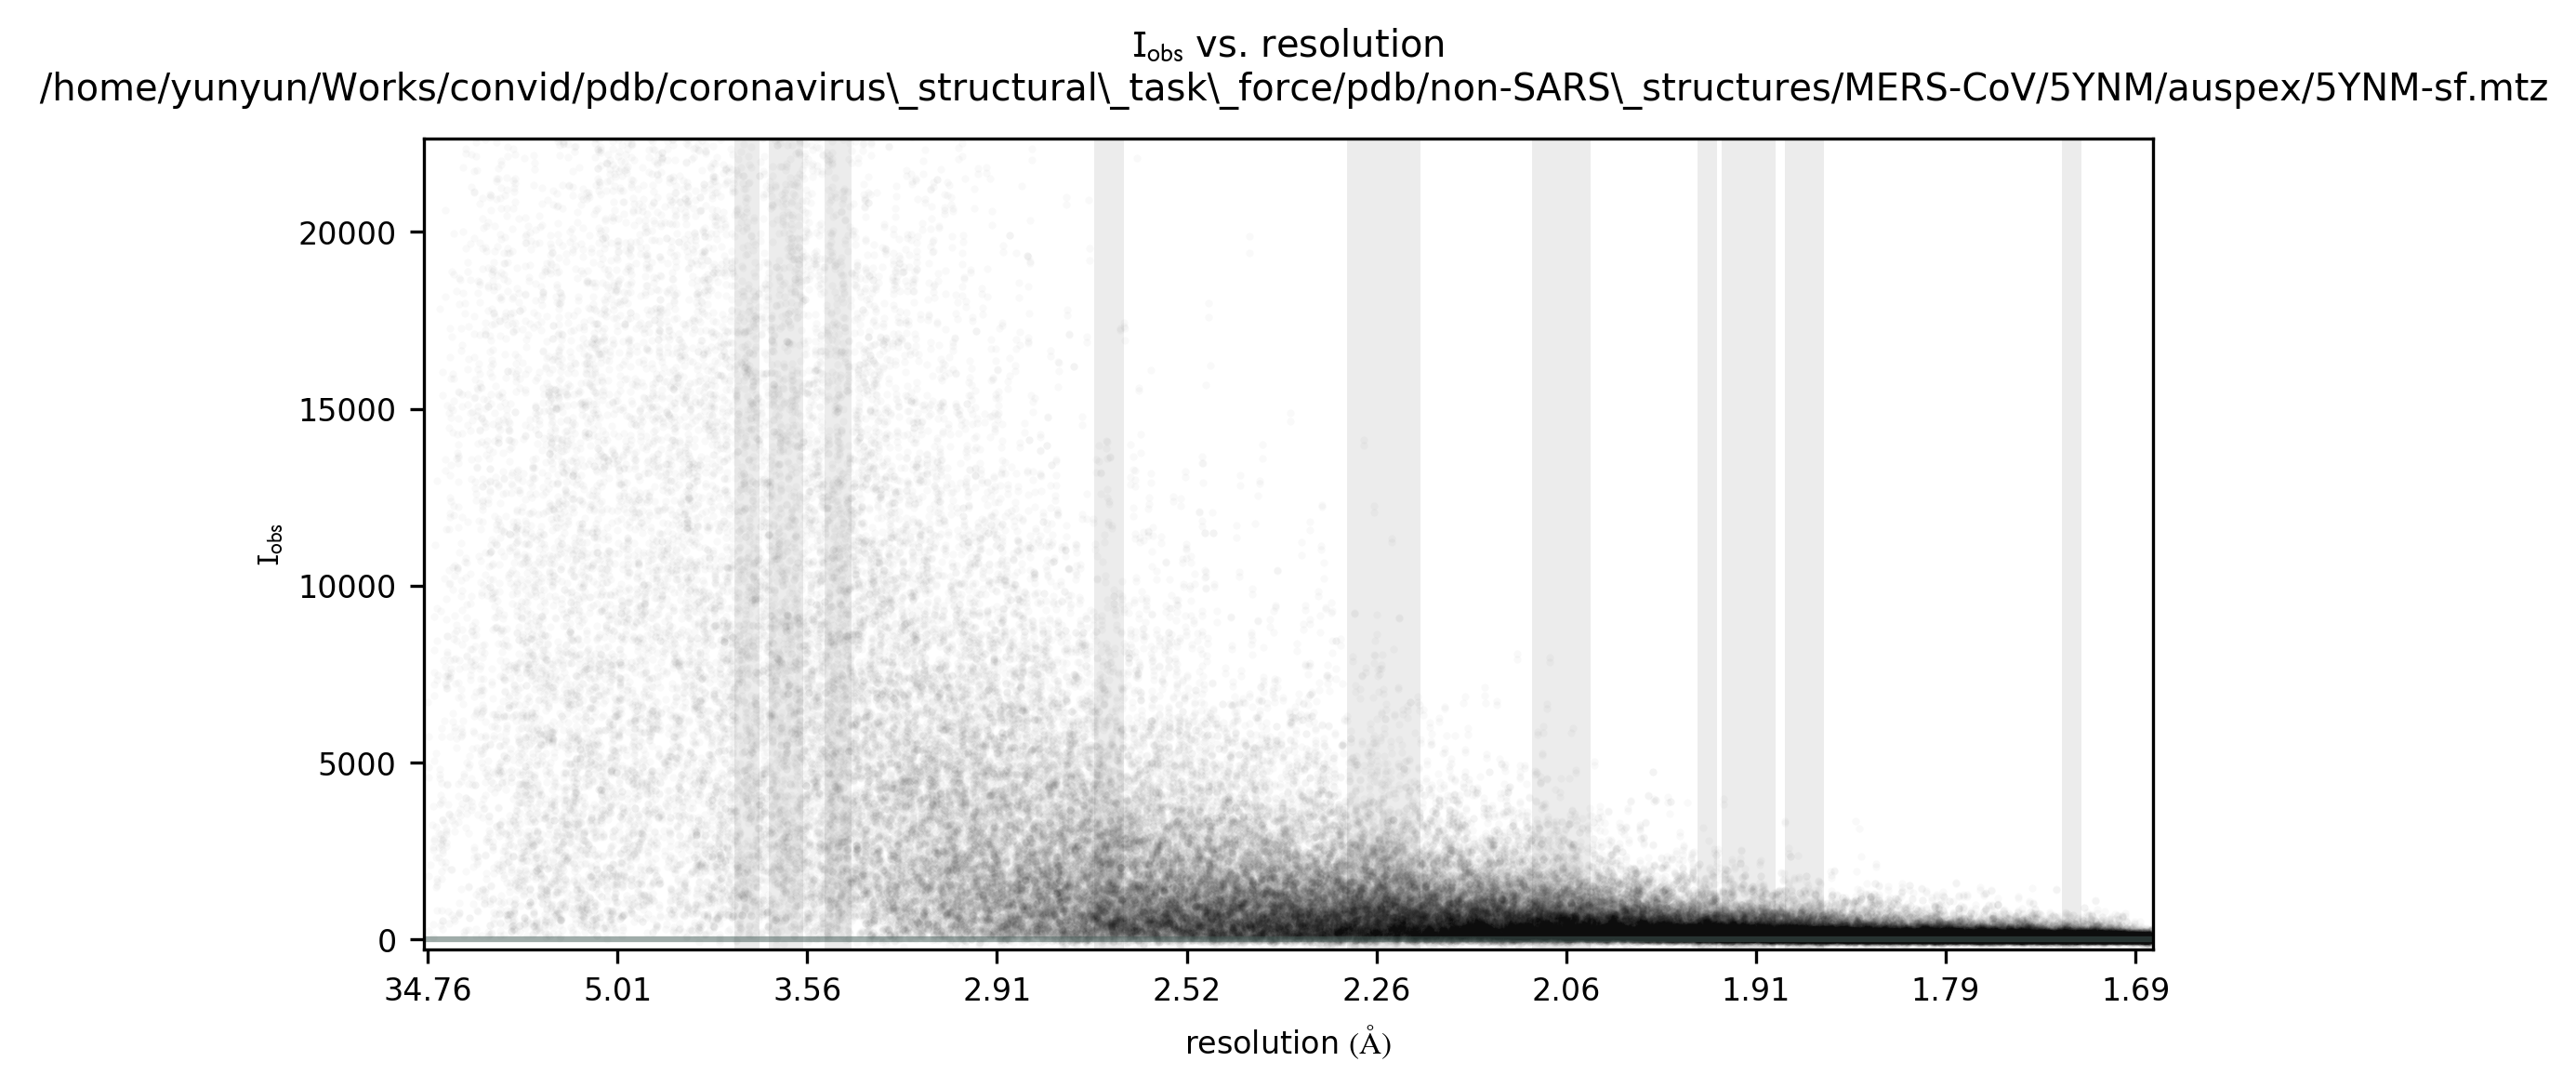 I_obs vs. resolution
/home/yunyun/Works/convid/pdb/coronavirus\_structural\_task\_force/pdb/non-SARS\_structures/MERS-CoV/5YNM/auspex/5YNM-sf.mtz
20000
15000
10000
5000
0
I_obs
34.76 5.01 3.56 2.91 2.52 2.26 2.06 1.91 1.79 1.69
resolution (Å)